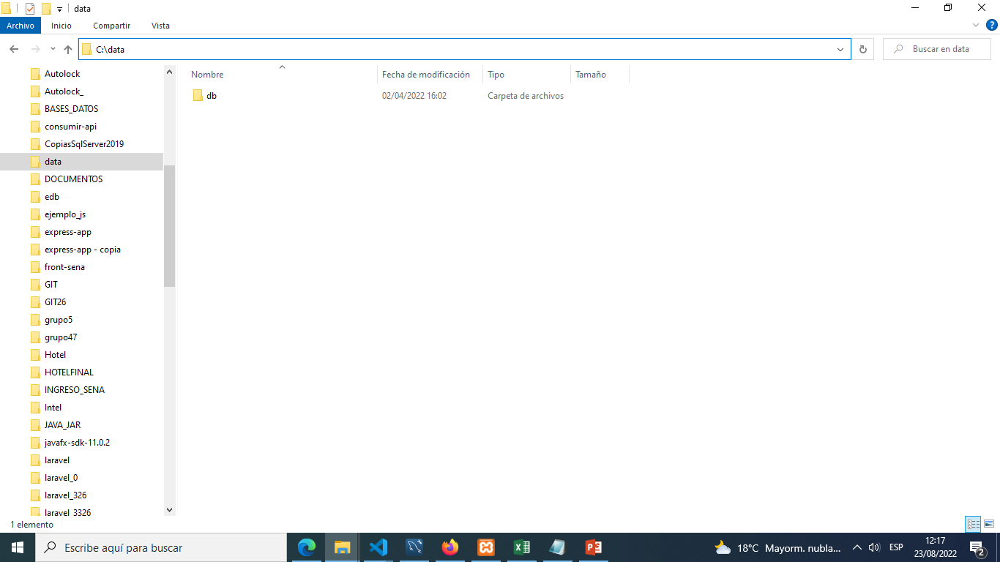 data
Archivo Inicio Compartir Vista
C:\data
Buscar en data
Autolock
Autolock_
BASES_DATOS
consumir-api
CopiasSqlServer2019
data
DOCUMENTOS
edb
ejemplo_js
express-app
express-app - copia
front-sena
GIT
GIT26
grupo5
grupo47
Hotel
HOTELFINAL
INGRESO_SENA
Intel
JAVA_JAR
javafx-sdk-11.0.2
laravel
laravel_0
laravel_326
laravel_3326
Nombre Fecha de modificación Tipo Tamaño
db 02/04/2022 16:02 Carpeta de archivos
1 elemento
Escribe aquí para buscar
18°C Mayorm. nubla... ESP
12:17
23/08/2022
2